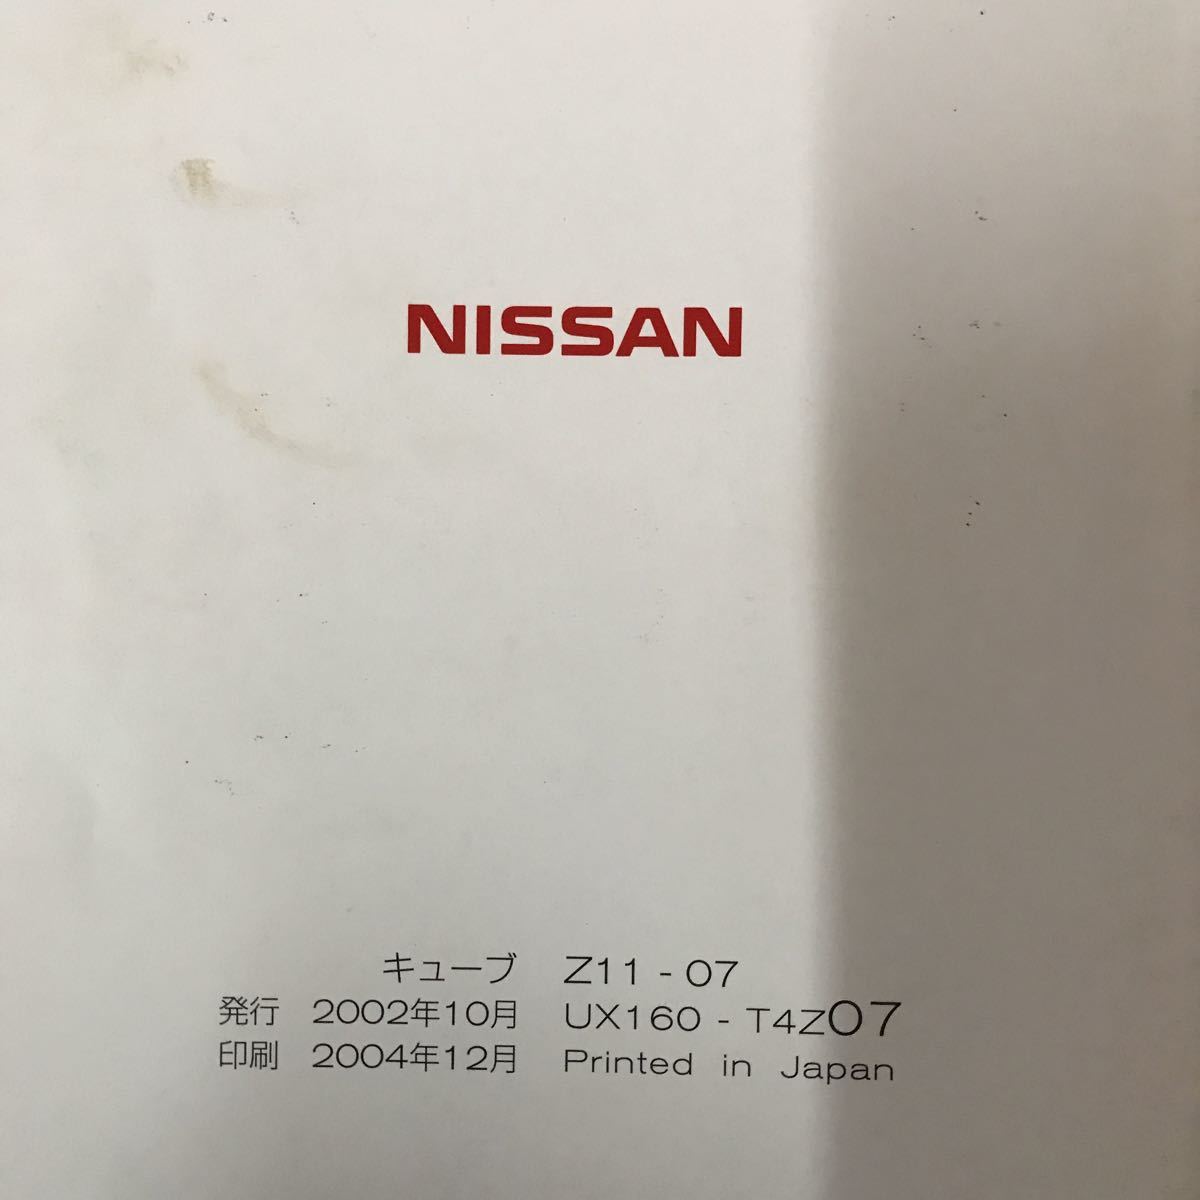 NISSAN
キューブ Z11 - 07
発行 2002年10月 UX160 - T4Z07
印刷 2004年12月 Printed in Japan